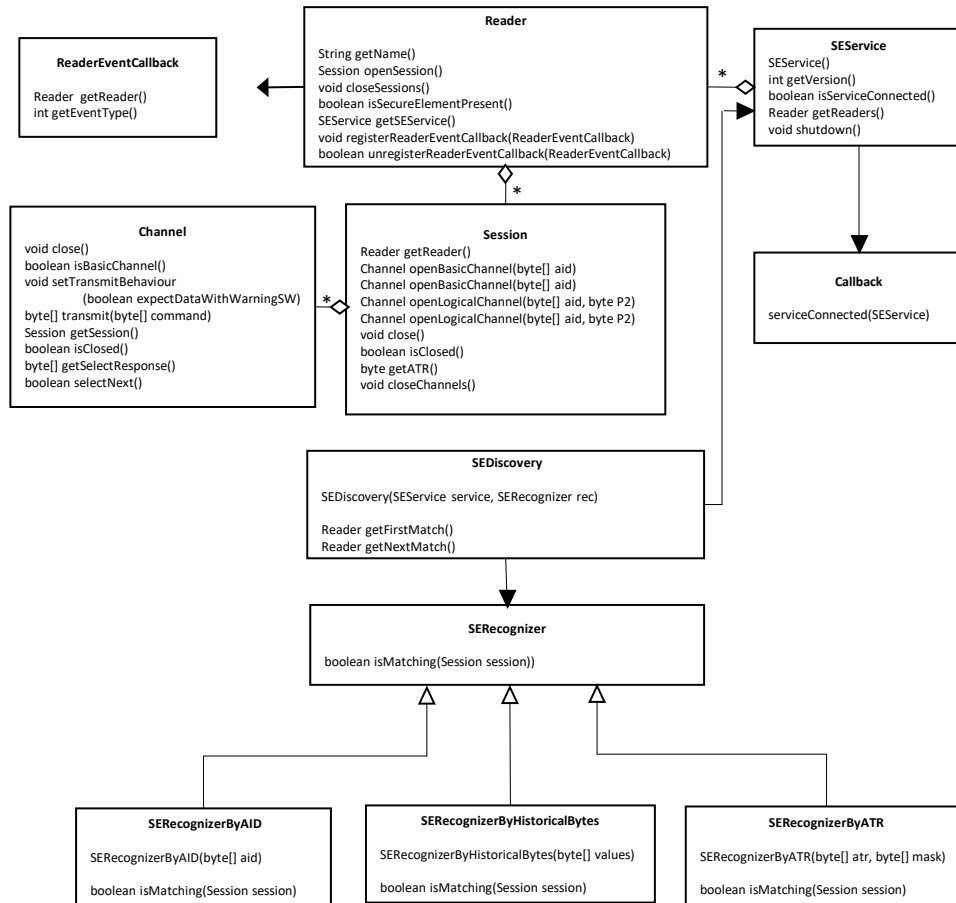 Reader
String getName()
Session openSession()
void closeSessions()
boolean isSecureElementPresent()
SEService getSEService()
void registerReaderEventCallback(ReaderEventCallback)
boolean unregisterReaderEventCallback(ReaderEventCallback)
ReaderEventCallback
Reader  getReader()
int getEventType()
SEService
SEService()
int getVersion()
boolean isServiceConnected()
Reader getReaders()
void shutdown()
*
*
Channel
void close()
boolean isBasicChannel()
void setTransmitBehaviour
(boolean expectDataWithWarningSW)
byte[] transmit(byte[] command)
Session getSession()
boolean isClosed()
byte[] getSelectResponse()
boolean selectNext()
*
Session
Reader getReader()
Channel openBasicChannel(byte[] aid)
Channel openBasicChannel(byte[] aid)
Channel openLogicalChannel(byte[] aid, byte P2)
Channel openLogicalChannel(byte[] aid, byte P2)
void close()
boolean isClosed()
byte getATR()
void closeChannels()
Callback
serviceConnected(SEService)
SEDiscovery
SEDiscovery(SEService service, SERecognizer rec)
Reader getFirstMatch()
Reader getNextMatch()
SERecognizer
boolean isMatching(Session session))
SERecognizerByAID
SERecognizerByAID(byte[] aid)
boolean isMatching(Session session)
SERecognizerByHistoricalBytes
SERecognizerByHistoricalBytes(byte[] values)
boolean isMatching(Session session)
SERecognizerByATR
SERecognizerByATR(byte[] atr, byte[] mask)
boolean isMatching(Session session)